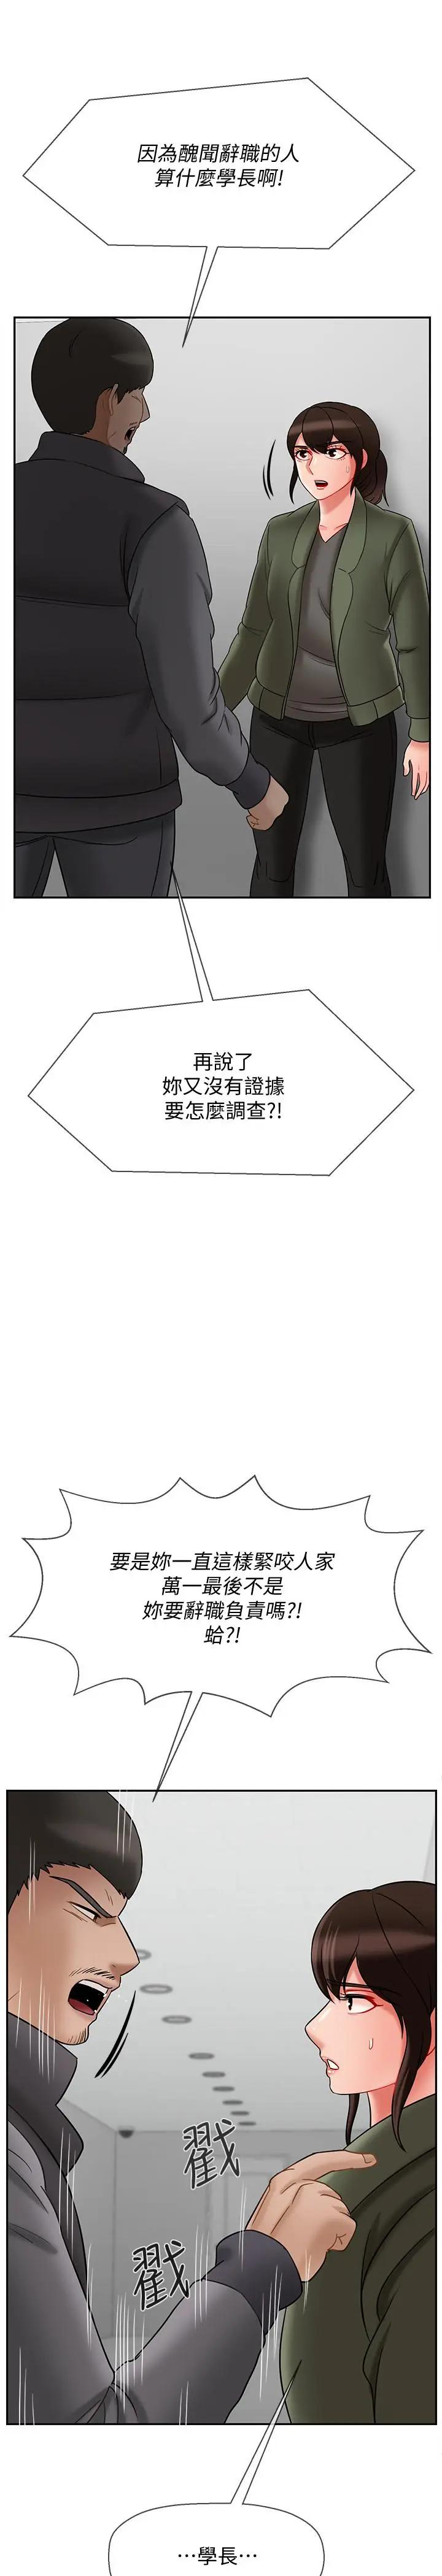 因為醜聞辭職的人
算什麼學長啊!
再說了
妳又沒有證據
要怎麼調查?!
要是妳一直這樣緊咬人家
萬一最後不是
妳要辭職負責嗎?!
蛤?!
戳
戳
…學長…